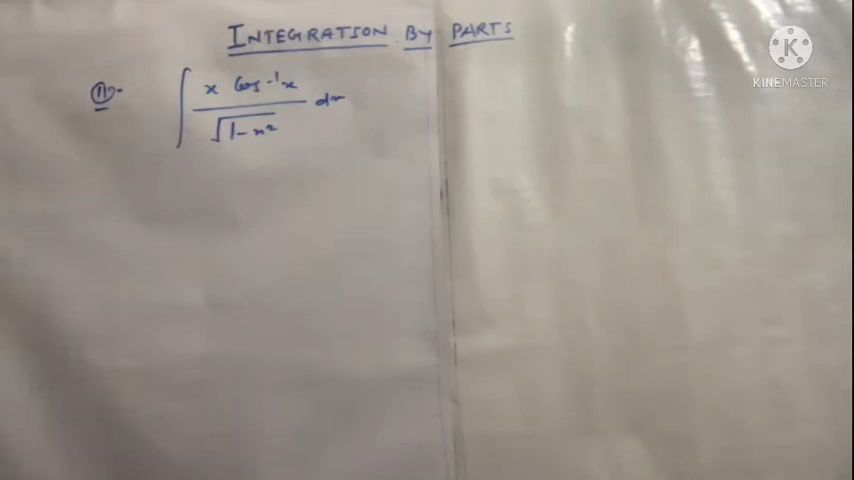 INTEGRATION BY PARTS
K
KINEMASTER
⑪:- ∫ x cos⁻¹x / √1-x² dx